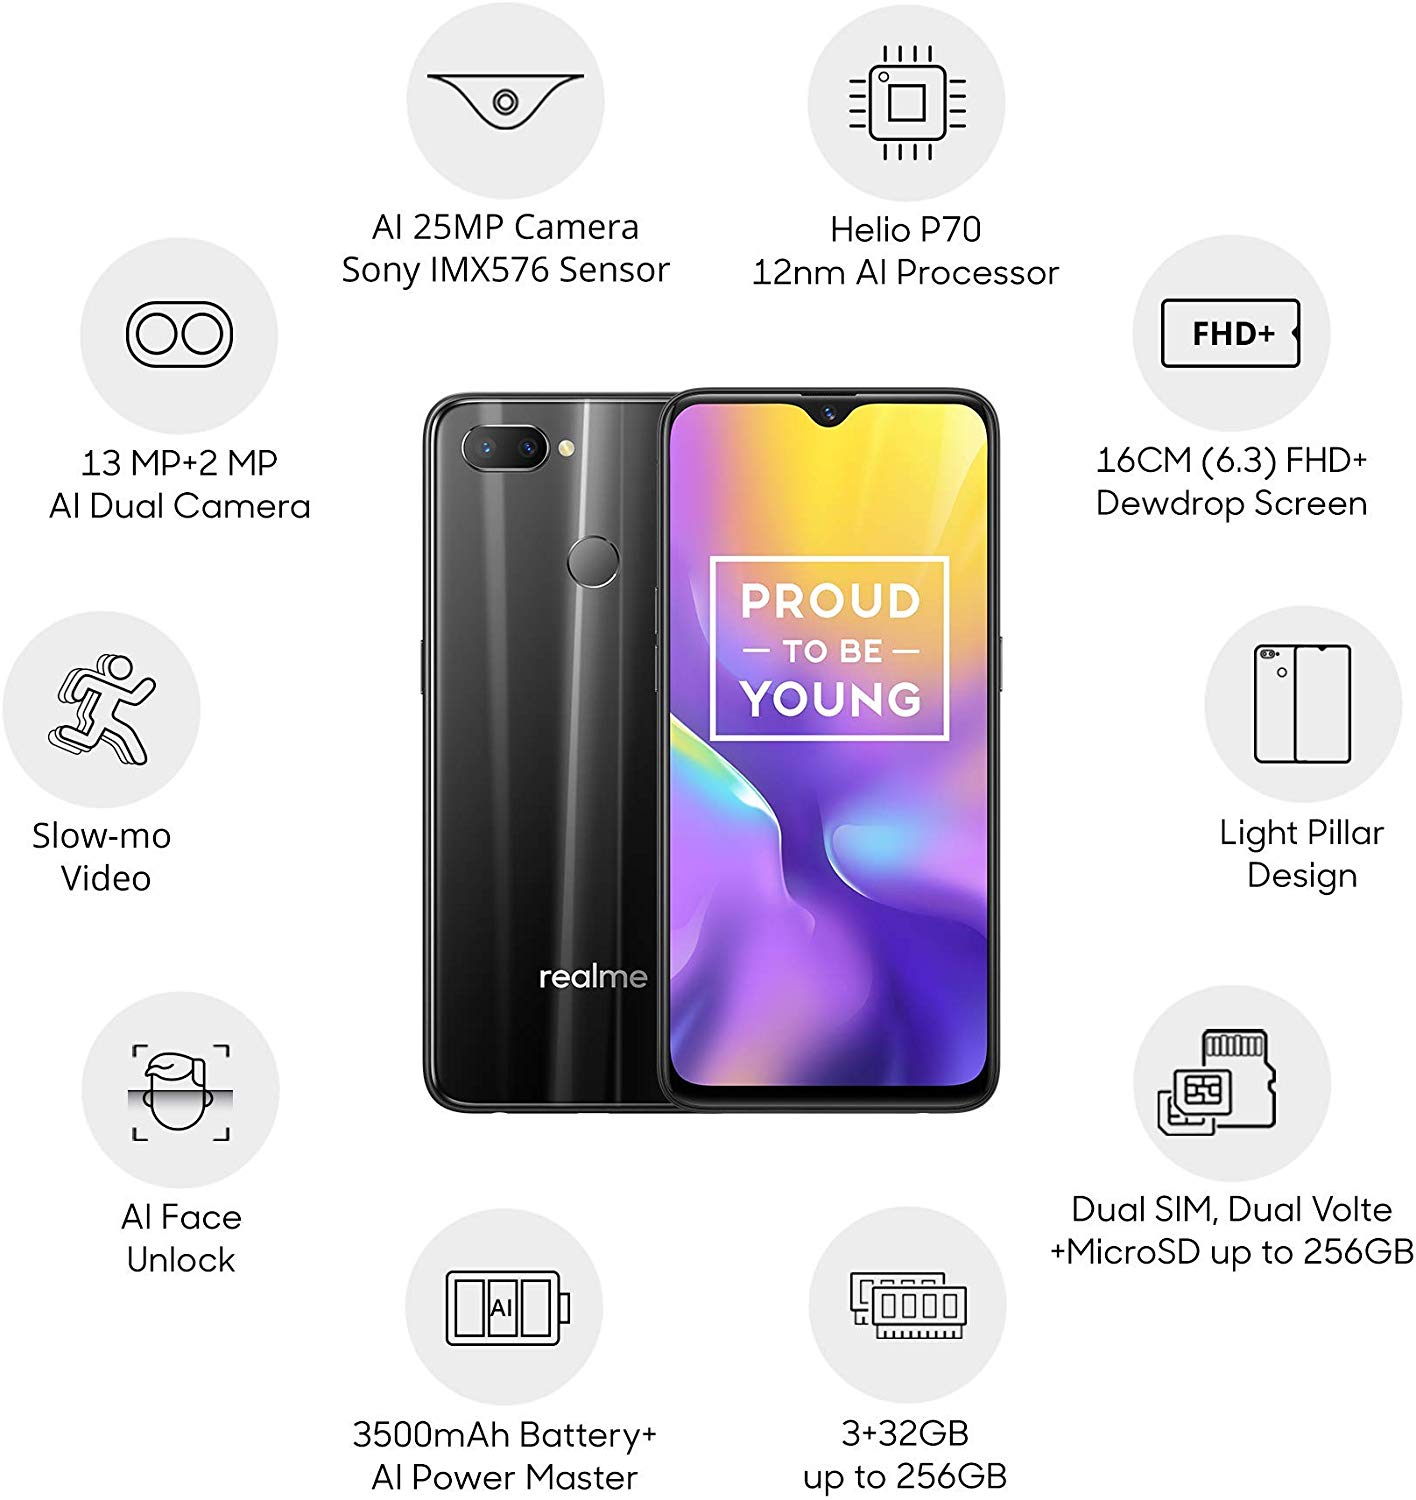 AI 25MP Camera
Sony IMX576 Sensor
Helio P70
12nm AI Processor
13 MP+2 MP
AI Dual Camera
FHD+
16CM (6.3) FHD+
Dewdrop Screen
PROUD
— TO BE —
YOUNG
realme
Slow-mo
Video
Light Pillar
Design
AI Face
Unlock
Dual SIM, Dual Volte
+MicroSD up to 256GB
AI
3500mAh Battery+
AI Power Master
3+32GB
up to 256GB